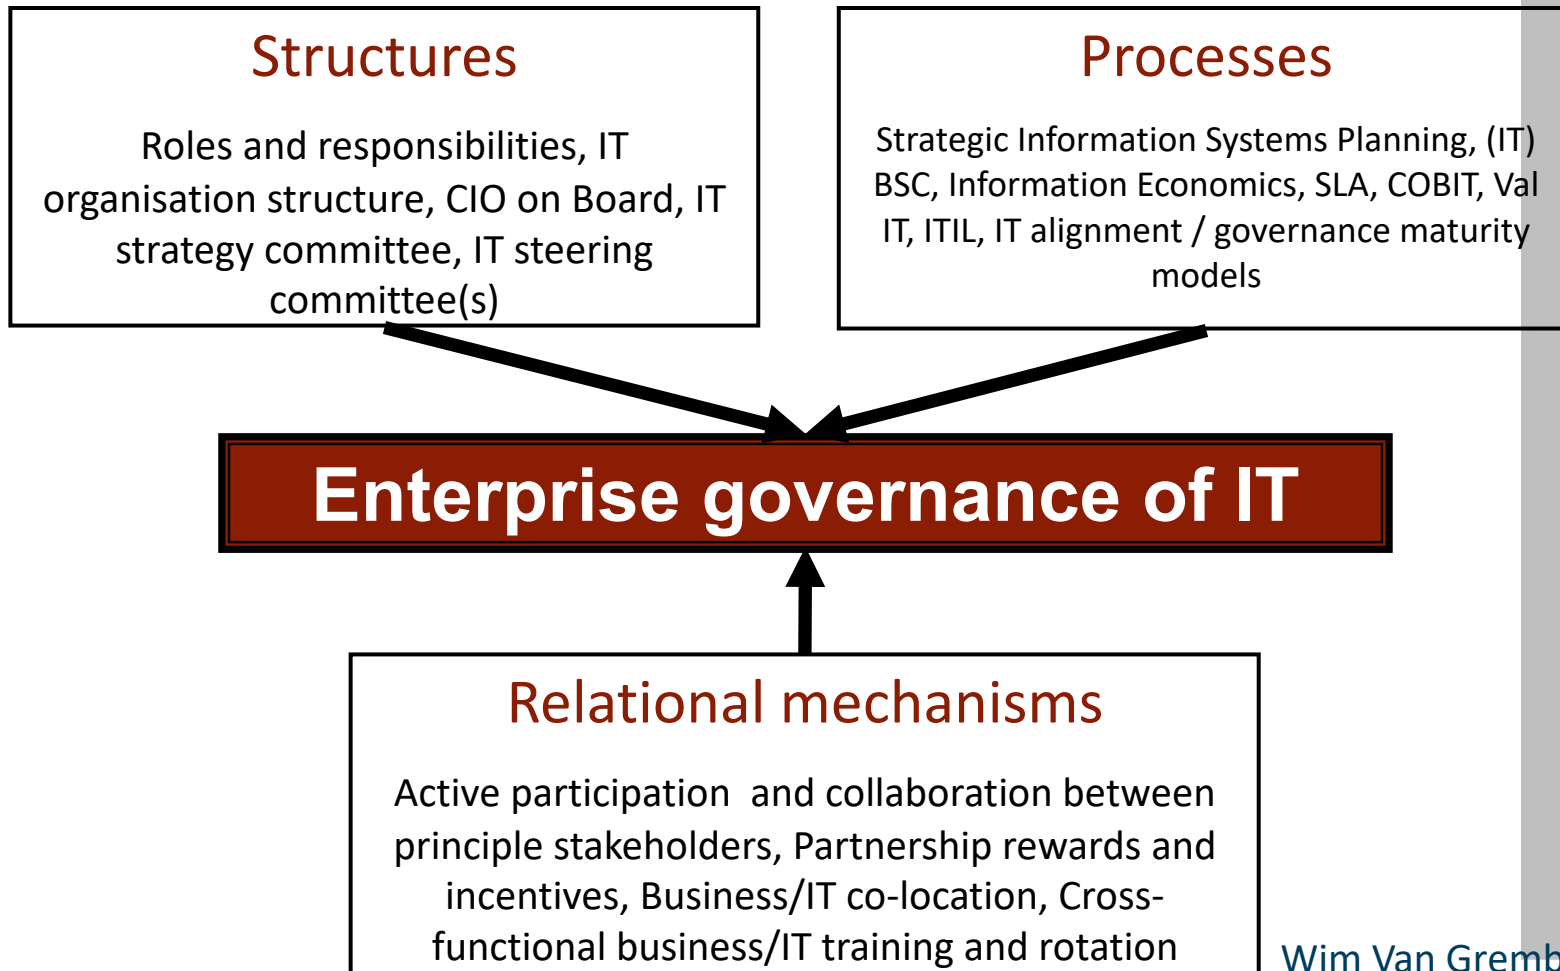 Structures
Roles and responsibilities, IT
organisation structure, CIO on Board, IT
strategy committee, IT steering
committee(s)
Processes
Strategic Information Systems Planning, (IT)
BSC, Information Economics, SLA, COBIT, Val
IT, ITIL, IT alignment / governance maturity
models
Enterprise governance of IT
Relational mechanisms
Active participation  and collaboration between
principle stakeholders, Partnership rewards and
incentives, Business/IT co-location, Cross-
functional business/IT training and rotation
Wim Van Gremb